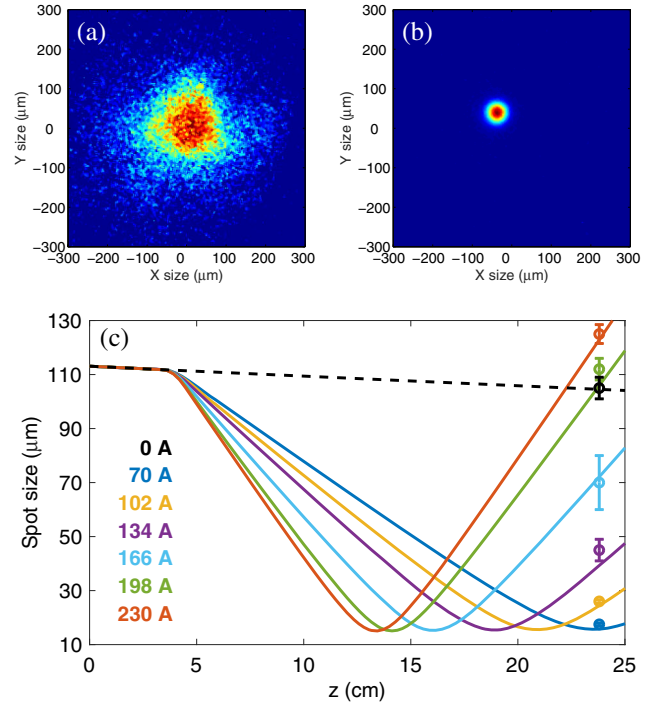 (a)
(b)
Y size (μm)
300
200
100
0
−100
−200
−300
−300 −200 −100 0 100 200 300
X size (μm)
Y size (μm)
300
200
100
0
−100
−200
−300
−300 −200 −100 0 100 200 300
X size (μm)
(c)
Spot size (μm)
130
110
90
70
50
30
10
0 A
70 A
102 A
134 A
166 A
198 A
230 A
0 5 10 15 20 25
z (cm)